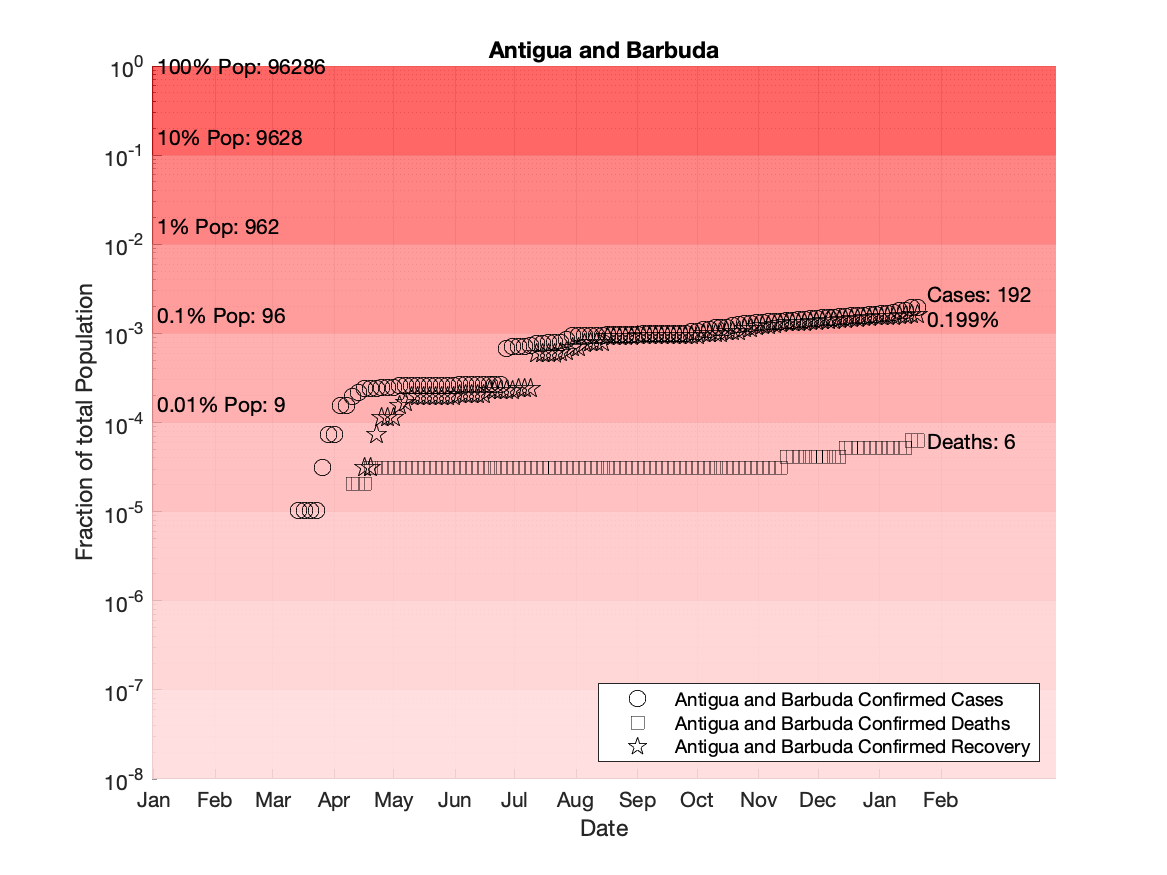 Antigua and Barbuda
10^0
100% Pop: 96286
10% Pop: 9628
10^-1
1% Pop: 962
10^-2
Cases: 192
0.1% Pop: 96
0.199%
10^-3
0.01% Pop: 9
10^-4
Deaths: 6
10^-5
10^-6
10^-7
10^-8
Fraction of total Population
Antigua and Barbuda Confirmed Cases
Antigua and Barbuda Confirmed Deaths
Antigua and Barbuda Confirmed Recovery
Jan Feb Mar Apr May Jun Jul Aug Sep Oct Nov Dec Jan Feb
Date